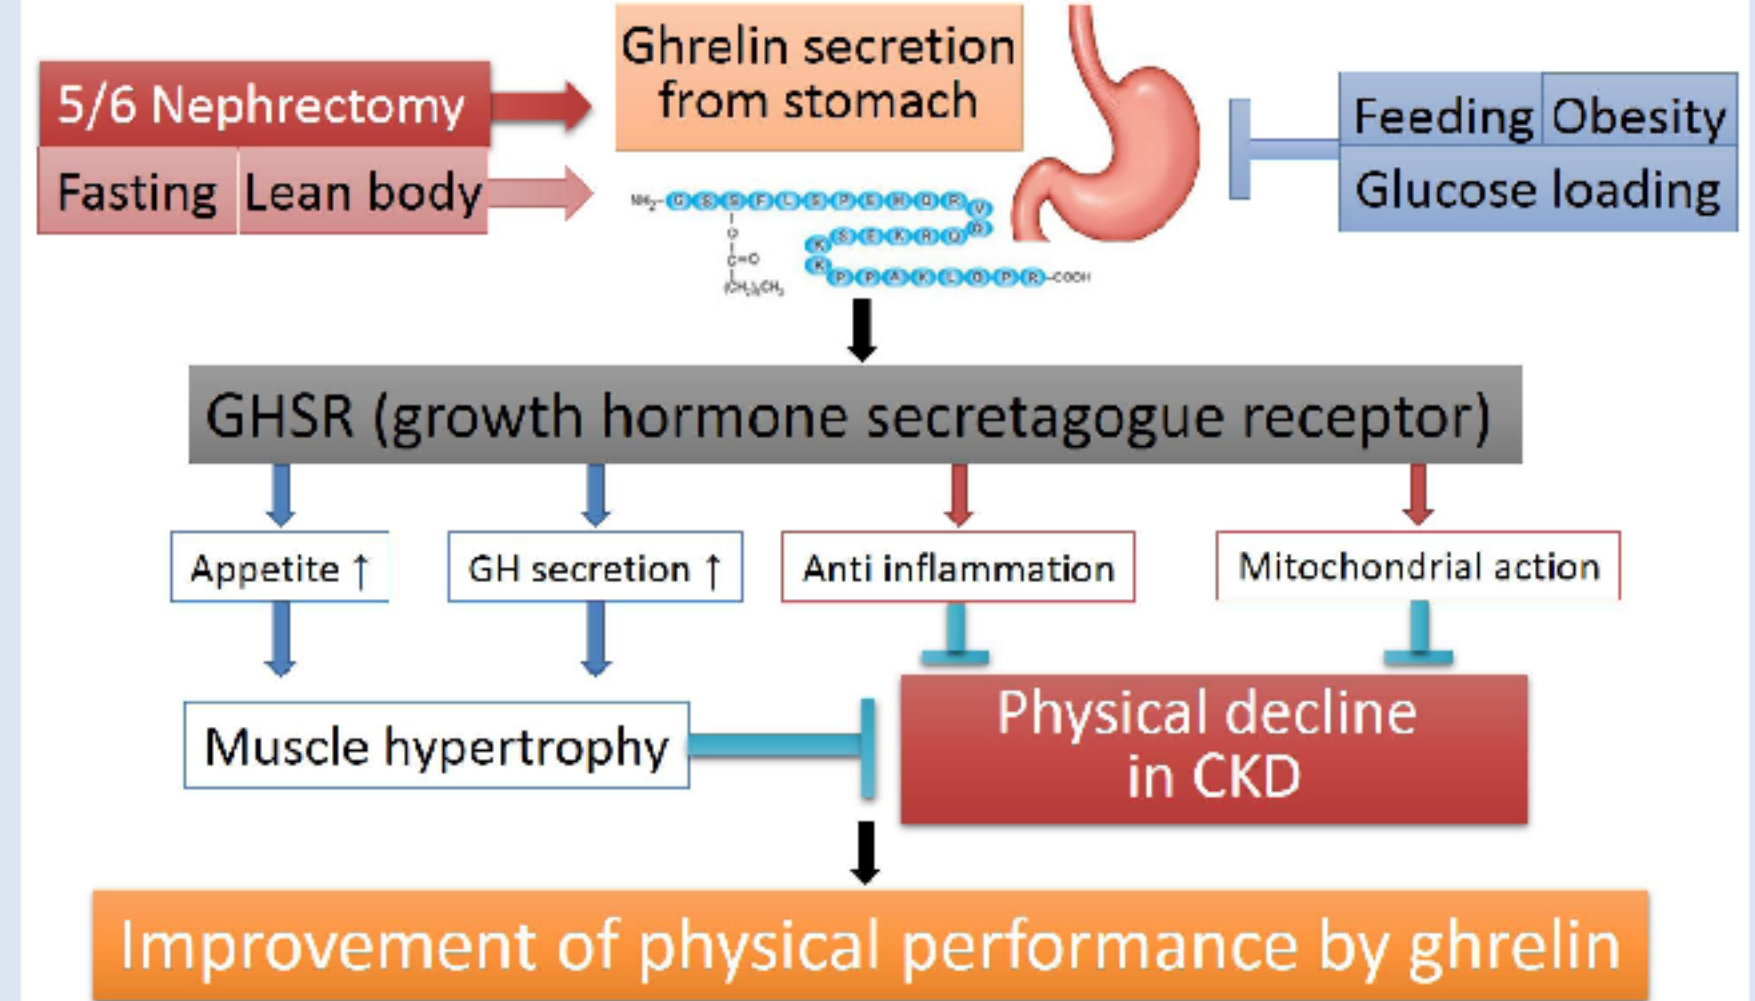 Ghrelin secretion
from stomach
5/6 Nephrectomy
Fasting Lean body
Feeding Obesity
Glucose loading
NH₂-G S S F L S P E H Q R V
Q Q R K E S K
K P P A K L Q P R-COOH
O
C=O
GHSR (growth hormone secretagogue receptor)
Appetite ↑ GH secretion ↑ Anti inflammation Mitochondrial action
Muscle hypertrophy
Physical decline
in CKD
Improvement of physical performance by ghrelin